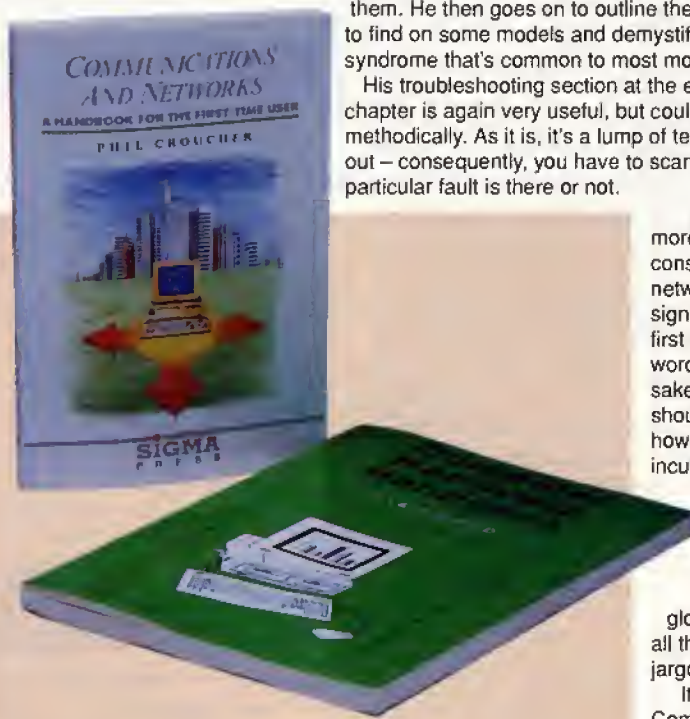 them. He then goes on to outline the
to find on some models and demystif
syndrome that's common to most mo
His troubleshooting section at the e
chapter is again very useful, but coul
methodically. As it is, it's a lump of te
out – consequently, you have to scar
particular fault is there or not.
COMMUNICATIONS
AND NETWORKS
A HANDBOOK FOR THE FIRST TIME USER
PHIL CROUCHER
SIGMA
PRESS
more
cons
netw
sign
first
word
sake
shou
how
incu
glo
all th
jargo
It
Com